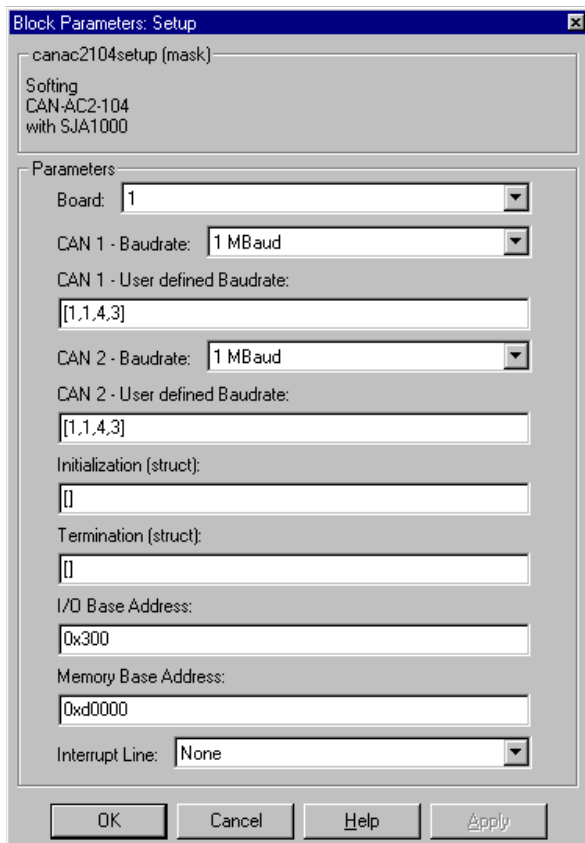 Block Parameters: Setup
canac2104setup (mask)
Softing
CAN-AC2-104
with SJA1000
Parameters
Board: 1
CAN 1 - Baudrate: 1 MBaud
CAN 1 - User defined Baudrate:
[1,1,4,3]
CAN 2 - Baudrate: 1 MBaud
CAN 2 - User defined Baudrate:
[1,1,4,3]
Initialization (struct):
[]
Termination (struct):
[]
I/O Base Address:
0x300
Memory Base Address:
0xd0000
Interrupt Line: None
OK Cancel Help Apply